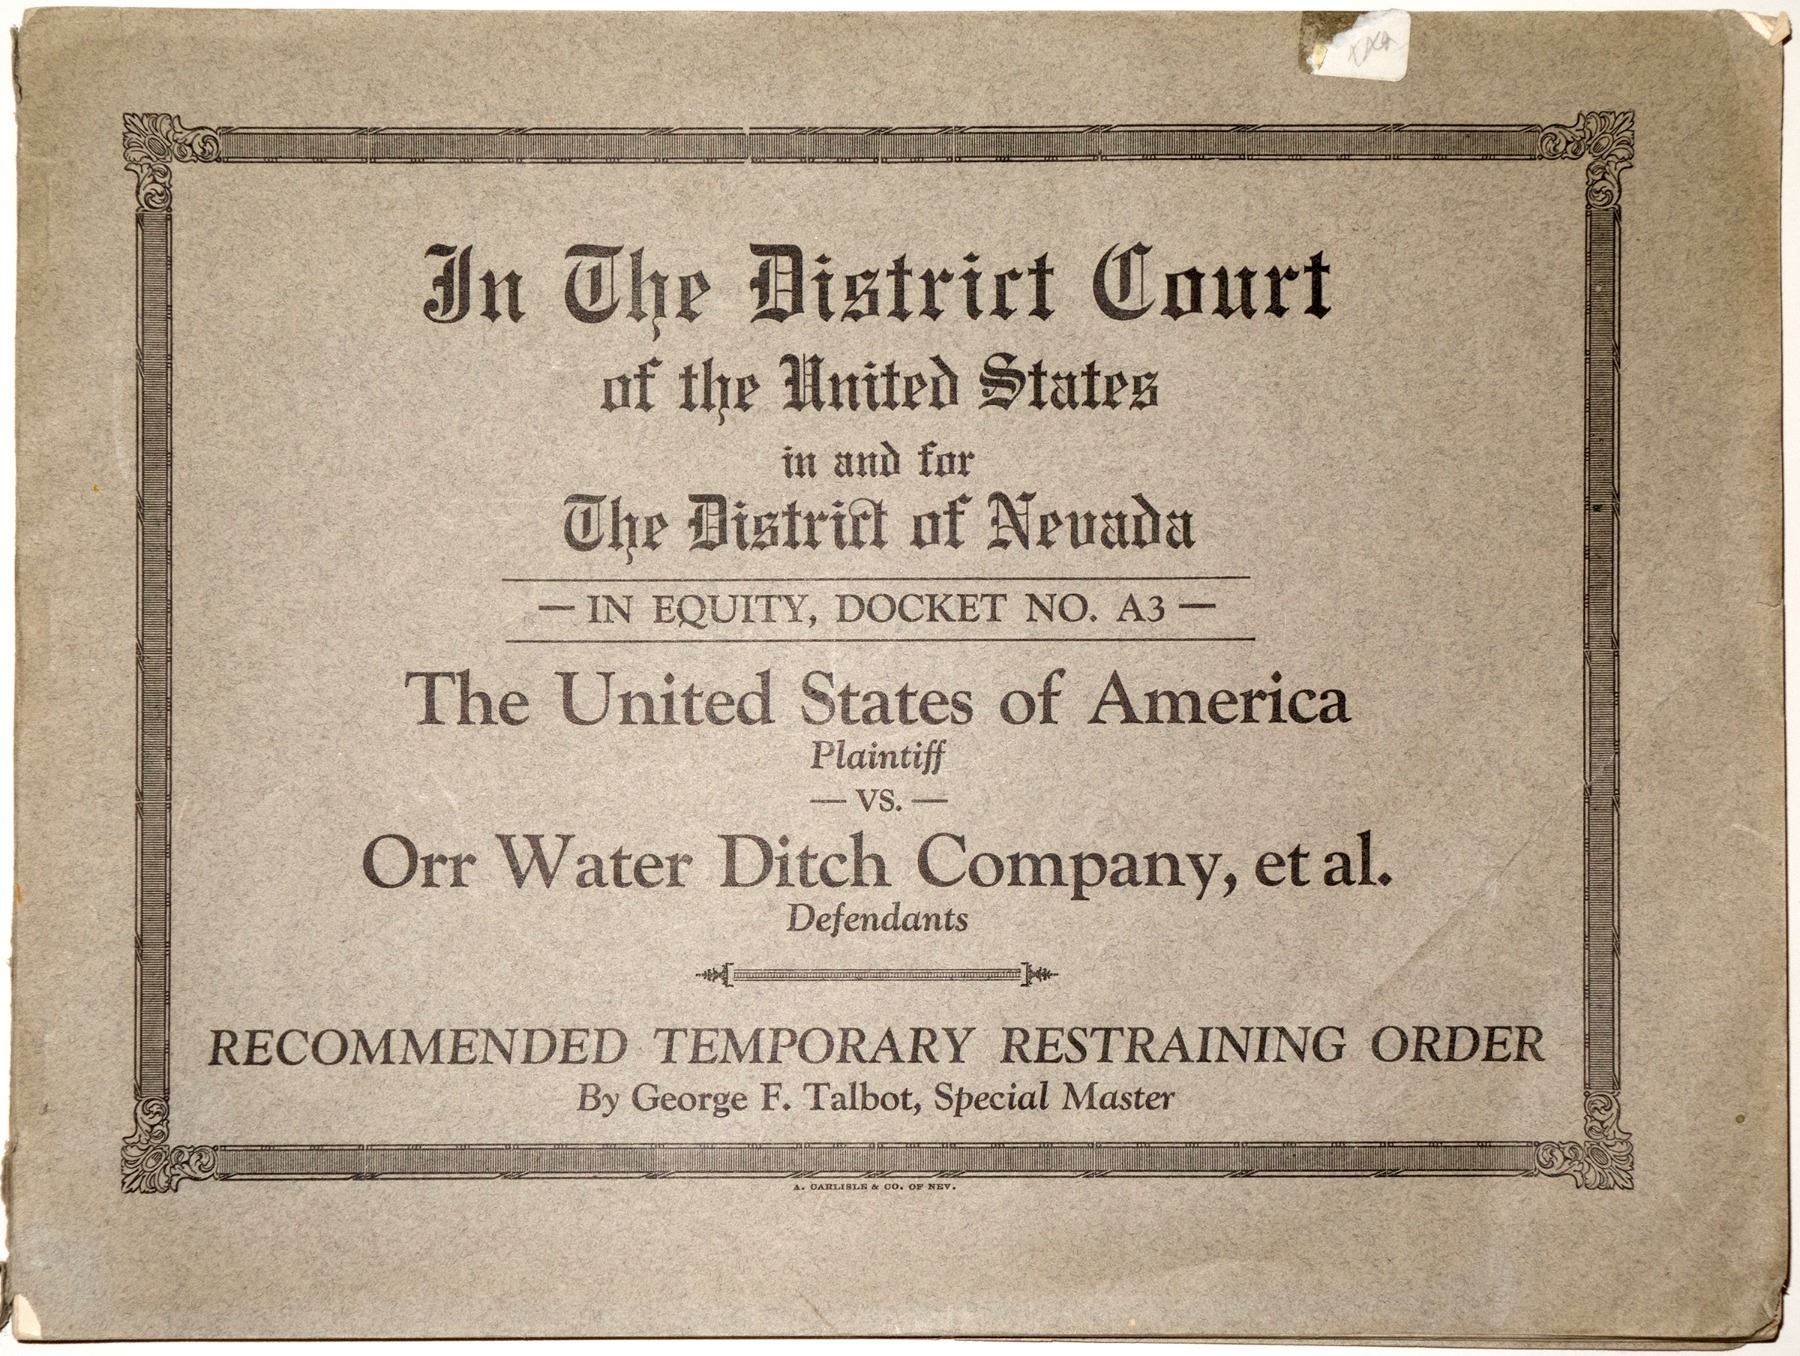 In The District Court
of the United States
in and for
The District of Nevada
— IN EQUITY, DOCKET NO. A3 —
The United States of America
Plaintiff
— VS. —
Orr Water Ditch Company, et al.
Defendants
RECOMMENDED TEMPORARY RESTRAINING ORDER
By George F. Talbot, Special Master
A. CARLISLE & CO. OF NEV.